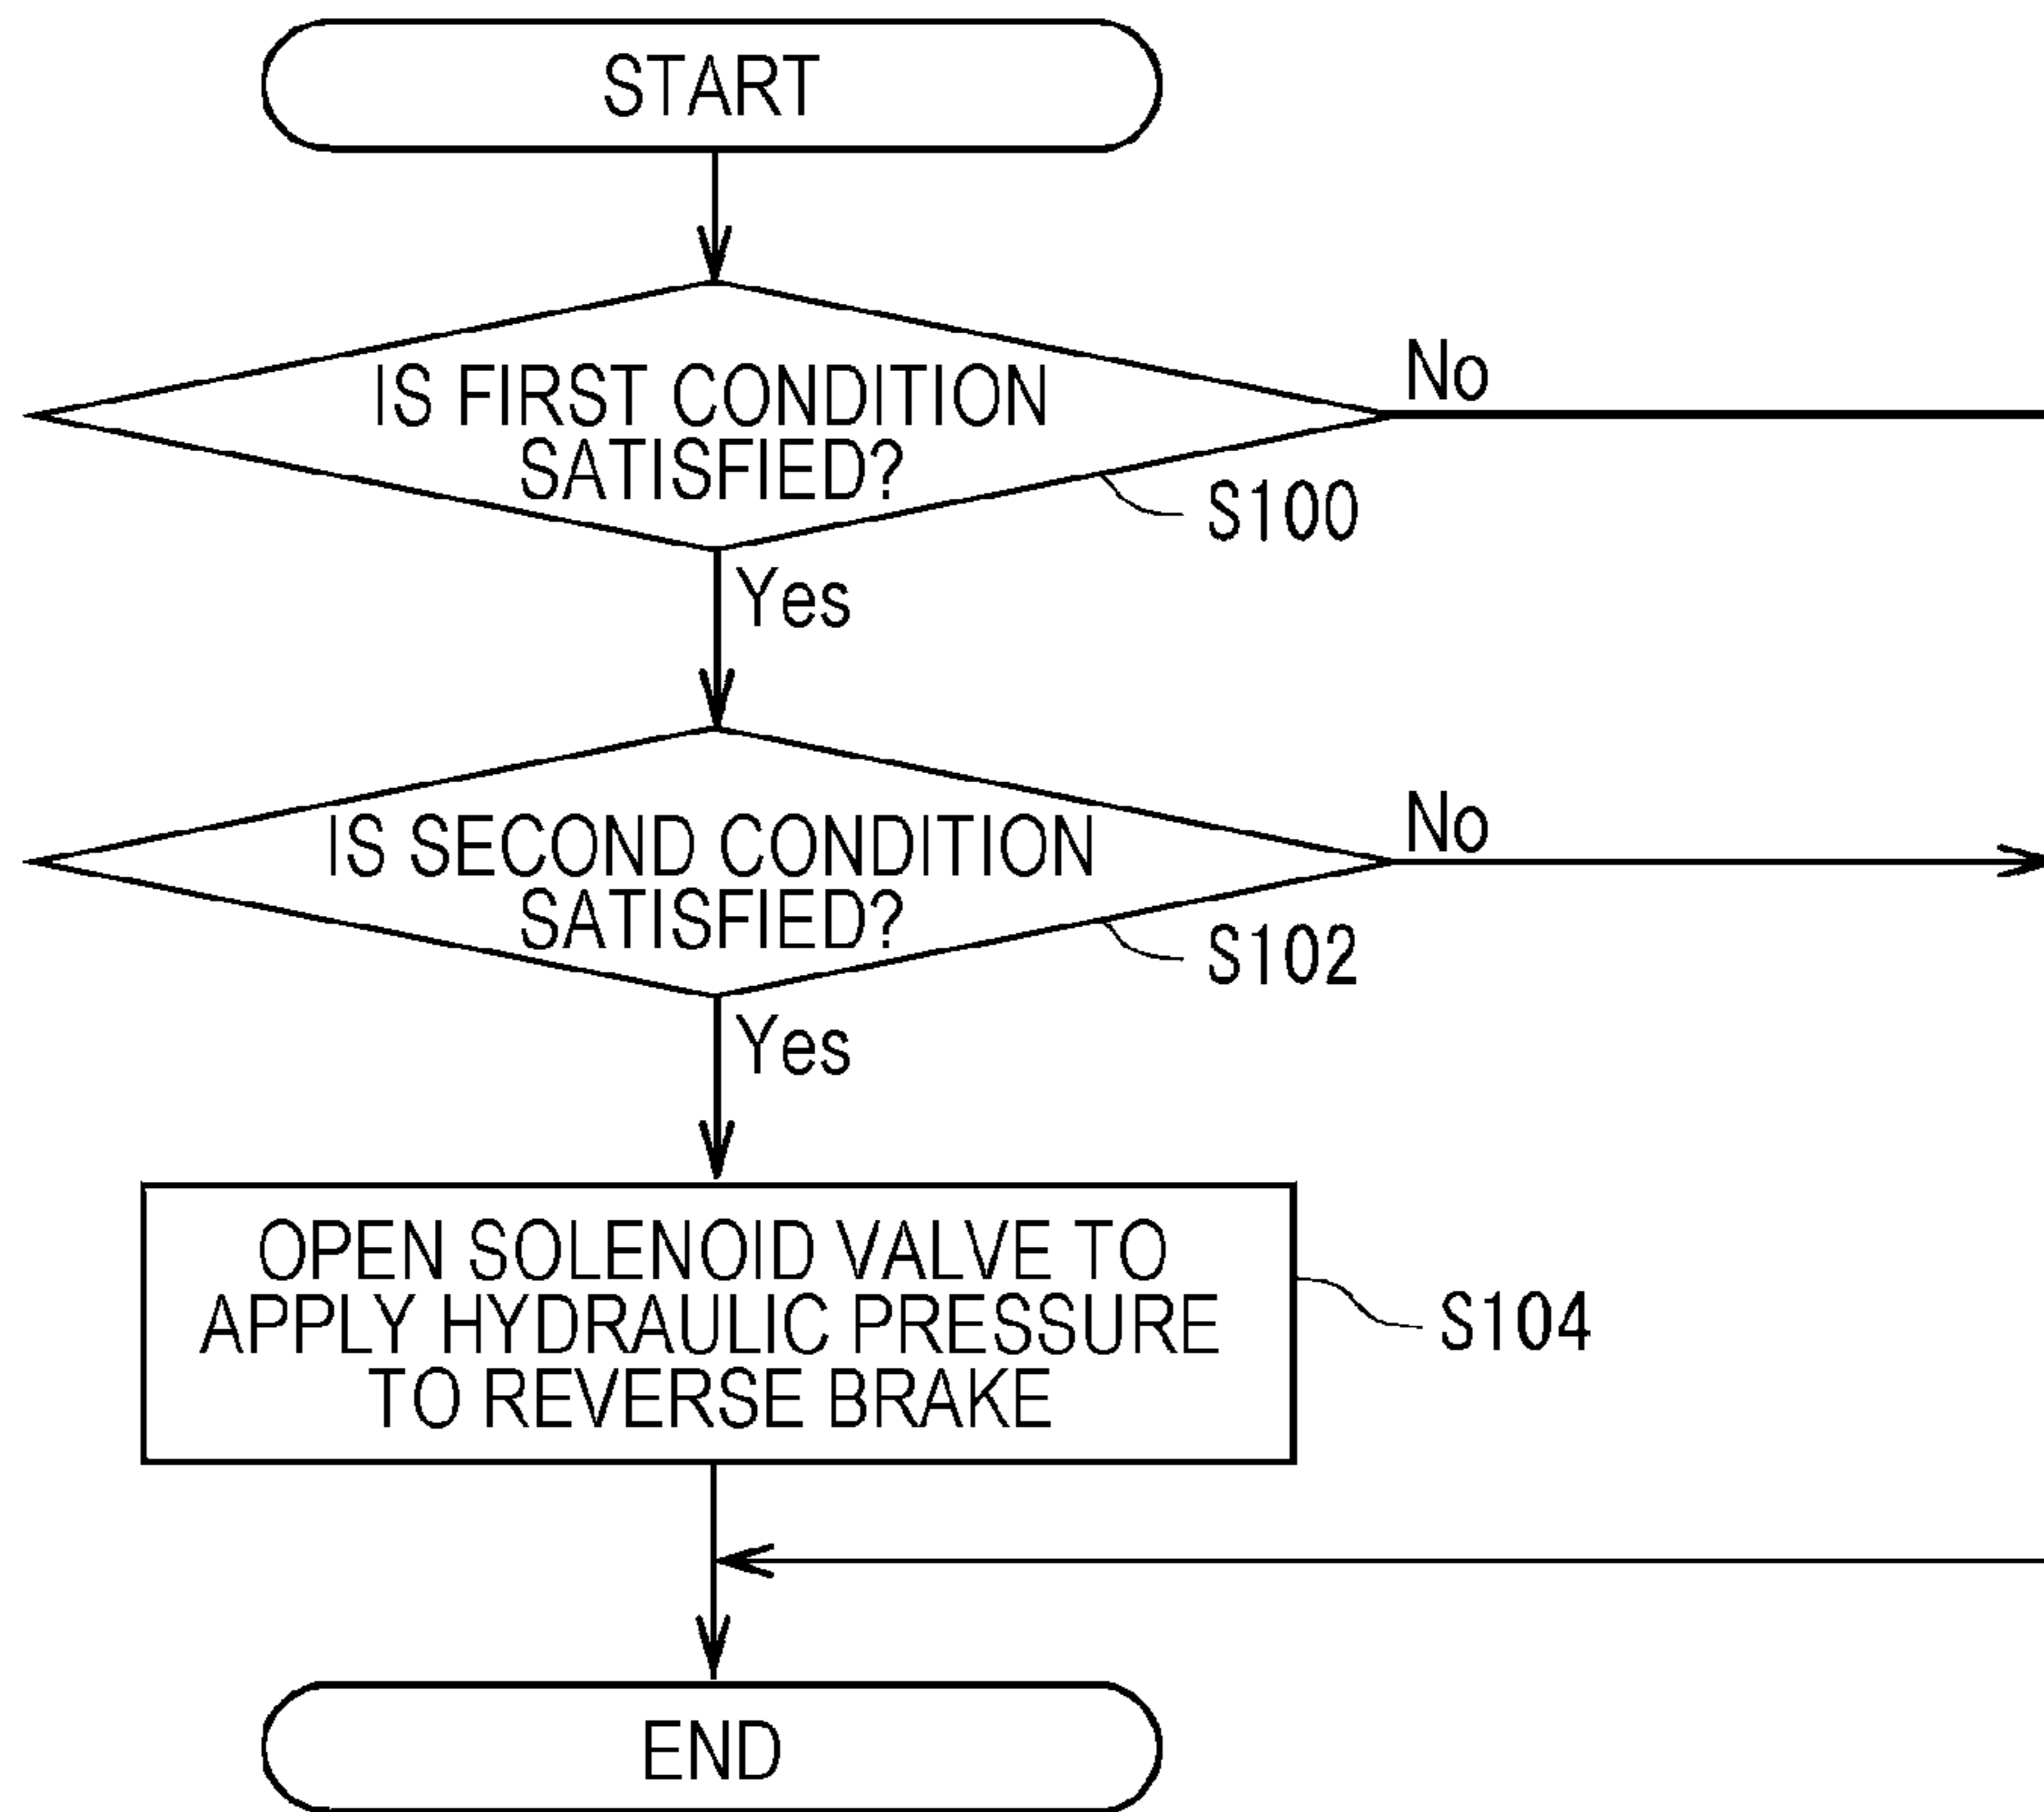 START
IS FIRST CONDITION
SATISFIED?
No
S100
Yes
IS SECOND CONDITION
SATISFIED?
No
S102
Yes
OPEN SOLENOID VALVE TO
APPLY HYDRAULIC PRESSURE
TO REVERSE BRAKE
S104
END